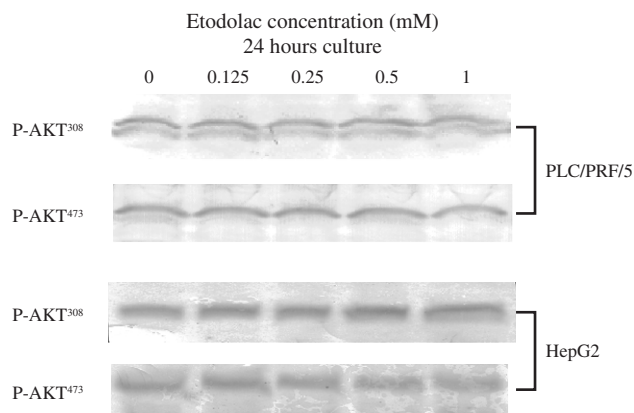 Etodolac concentration (mM)
24 hours culture
0 0.125 0.25 0.5 1
P-AKT³⁰⁸
PLC/PRF/5
P-AKT⁴⁷³
P-AKT³⁰⁸
HepG2
P-AKT⁴⁷³